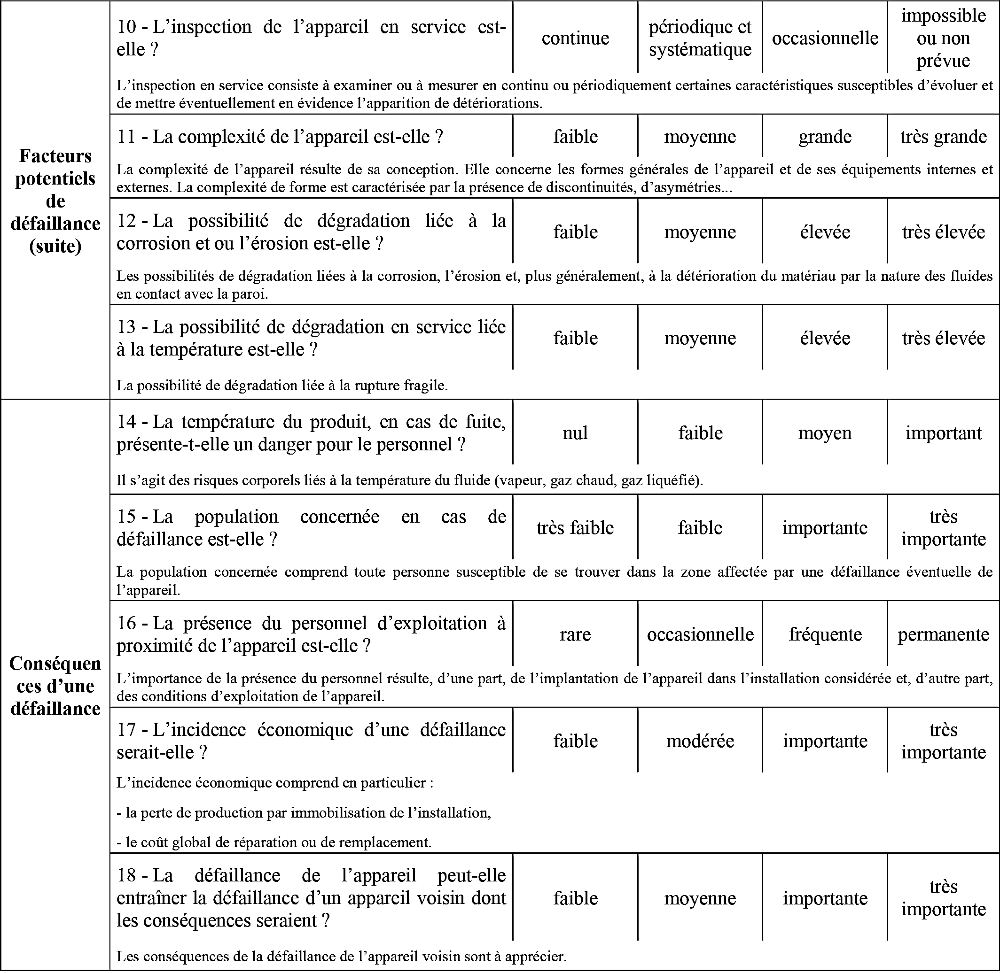 Facteurs
potentiels
de
défaillance
(suite)
10 - L’inspection de l’appareil en service est-
elle ?
continue
périodique et
systématique
occasionnelle
impossible
ou non
prévue
L’inspection en service consiste à examiner ou à mesurer en continu ou périodiquement certaines caractéristiques susceptibles d’évoluer et
de mettre éventuellement en évidence l’apparition de détériorations.
11 - La complexité de l’appareil est-elle ?
faible
moyenne
grande
très grande
La complexité de l’appareil résulte de sa conception. Elle concerne les formes générales de l’appareil et de ses équipements internes et
externes. La complexité de forme est caractérisée par la présence de discontinuités, d’asymétries...
12 - La possibilité de dégradation liée à la
corrosion et ou l’érosion est-elle ?
faible
moyenne
élevée
très élevée
Les possibilités de dégradation liées à la corrosion, l’érosion et, plus généralement, à la détérioration du matériau par la nature des fluides
en contact avec la paroi.
13 - La possibilité de dégradation en service liée
à la température est-elle ?
faible
moyenne
élevée
très élevée
La possibilité de dégradation liée à la rupture fragile.
Conséquen
ces d’une
défaillance
14 - La température du produit, en cas de fuite,
présente-t-elle un danger pour le personnel ?
nul
faible
moyen
important
Il s’agit des risques corporels liés à la température du fluide (vapeur, gaz chaud, gaz liquéfié).
15 - La population concernée en cas de
défaillance est-elle ?
très faible
faible
importante
très
importante
La population concernée comprend toute personne susceptible de se trouver dans la zone affectée par une défaillance éventuelle de
l’appareil.
16 - La présence du personnel d’exploitation à
proximité de l’appareil est-elle ?
rare
occasionnelle
fréquente
permanente
L’importance de la présence du personnel résulte, d’une part, de l’implantation de l’appareil dans l’installation considérée et, d’autre part,
des conditions d’exploitation de l’appareil.
17 - L’incidence économique d’une défaillance
serait-elle ?
faible
modérée
importante
très
importante
L’incidence économique comprend en particulier :
- la perte de production par immobilisation de l’installation,
- le coût global de réparation ou de remplacement.
18 - La défaillance de l’appareil peut-elle
entraîner la défaillance d’un appareil voisin dont
les conséquences seraient ?
faible
moyenne
importante
très
importante
Les conséquences de la défaillance de l’appareil voisin sont à apprécier.